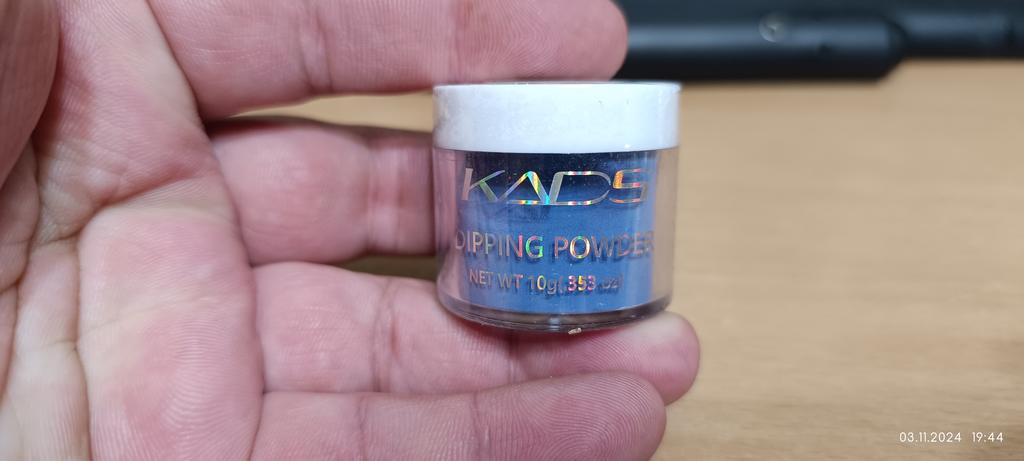 KADS
DIPPING POWDER
NET WT 10g(.353 oz)
03.11.2024 19:44